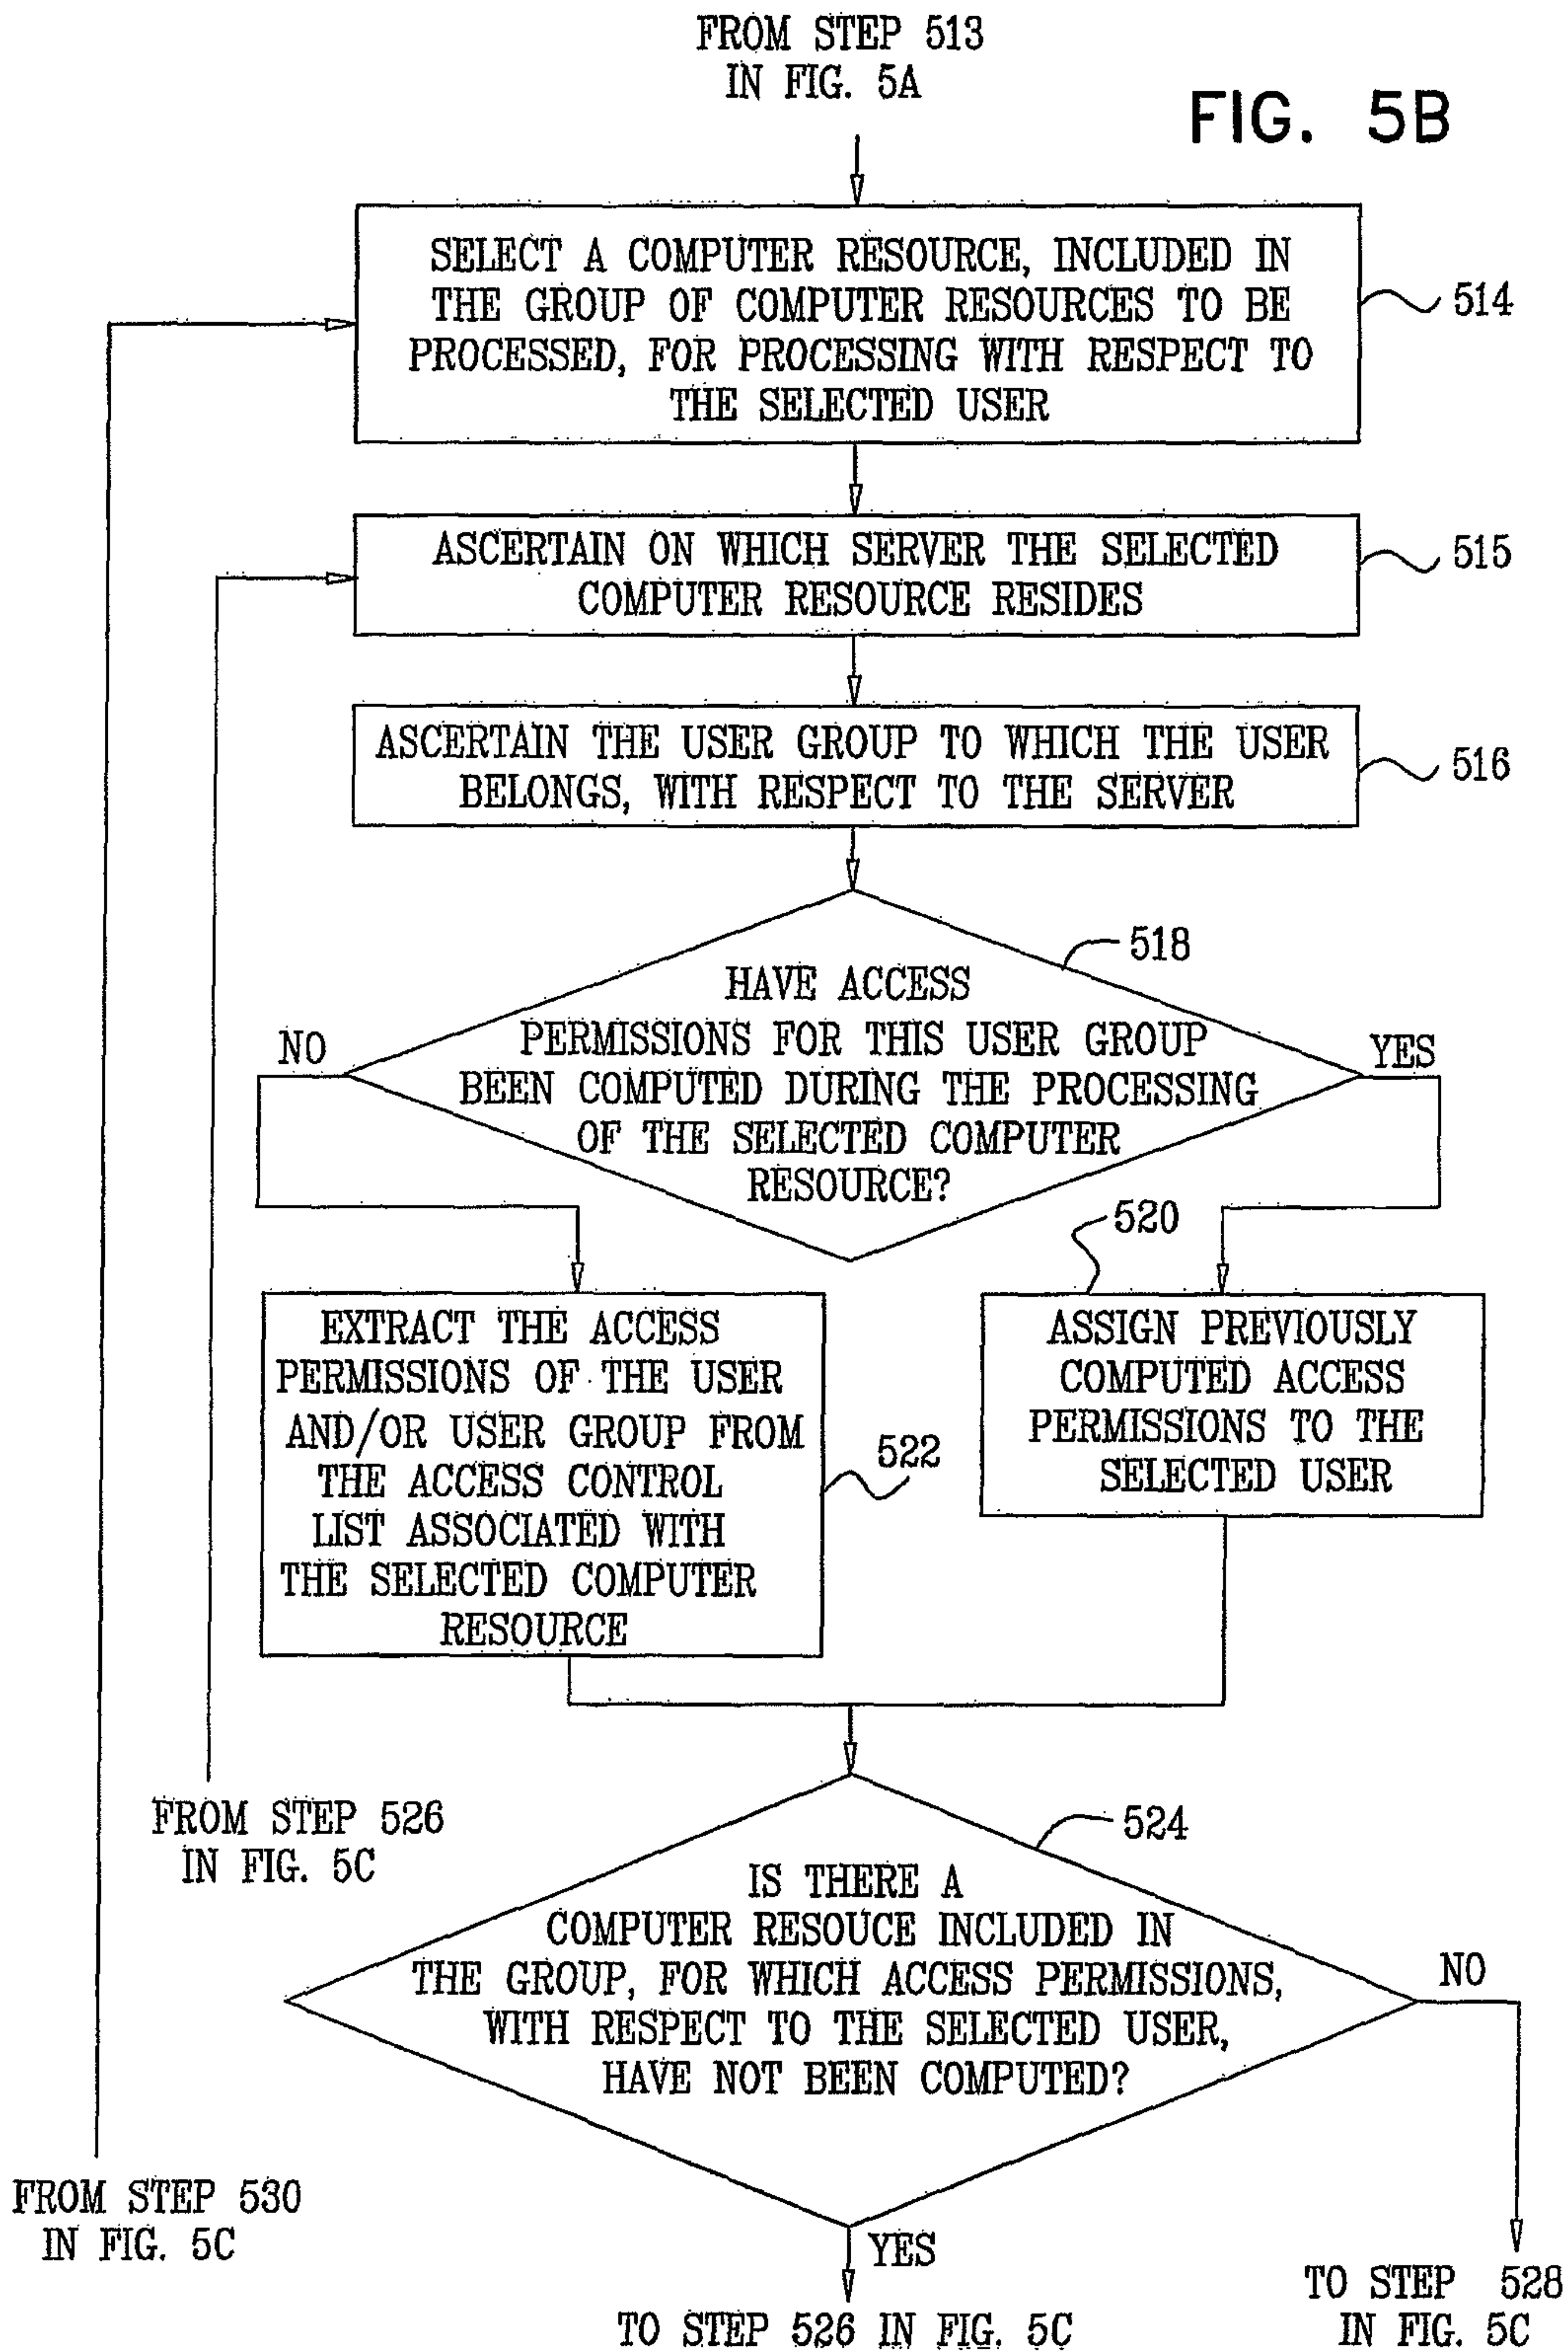 FROM STEP 513
IN FIG. 5A
FIG. 5B
SELECT A COMPUTER RESOURCE, INCLUDED IN
THE GROUP OF COMPUTER RESOURCES TO BE
PROCESSED, FOR PROCESSING WITH RESPECT TO
THE SELECTED USER
514
ASCERTAIN ON WHICH SERVER THE SELECTED
COMPUTER RESOURCE RESIDES
515
ASCERTAIN THE USER GROUP TO WHICH THE USER
BELONGS, WITH RESPECT TO THE SERVER
516
518
HAVE ACCESS
PERMISSIONS FOR THIS USER GROUP
BEEN COMPUTED DURING THE PROCESSING
OF THE SELECTED COMPUTER
RESOURCE?
NO
YES
520
EXTRACT THE ACCESS
PERMISSIONS OF THE USER
AND/OR USER GROUP FROM
THE ACCESS CONTROL
LIST ASSOCIATED WITH
THE SELECTED COMPUTER
RESOURCE
522
ASSIGN PREVIOUSLY
COMPUTED ACCESS
PERMISSIONS TO THE
SELECTED USER
FROM STEP 526
IN FIG. 5C
524
IS THERE A
COMPUTER RESOUCE INCLUDED IN
THE GROUP, FOR WHICH ACCESS PERMISSIONS,
WITH RESPECT TO THE SELECTED USER,
HAVE NOT BEEN COMPUTED?
NO
FROM STEP 530
IN FIG. 5C
YES
TO STEP 526 IN FIG. 5C
TO STEP 528
IN FIG. 5C